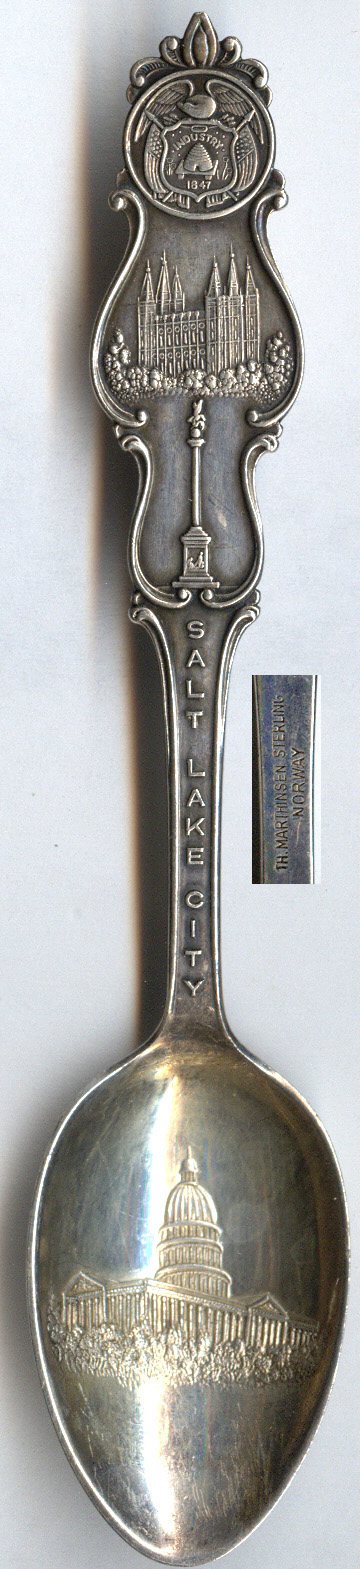 INDUSTRY
1847
SALT LAKE CITY
TH. MARTHINSEN STERLING
NORWAY